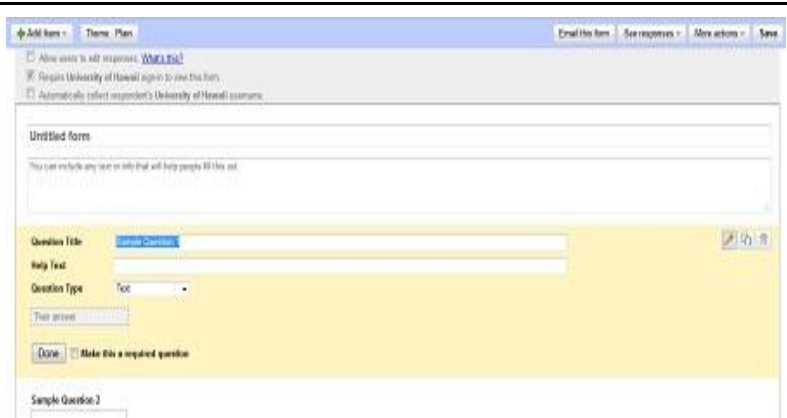 Add Item Theme: Plain Email this form See responses More actions Save
Allow users to edit responses. What's this?
Require University of Hawaii sign-in to view this form
Automatically collect respondent's University of Hawaii username
Untitled form
You can include any text or info that will help people fill this out.
Question Title Sample Question 1
Help Text
Question Type Text
Their answer
Done Make this a required question
Sample Question 2